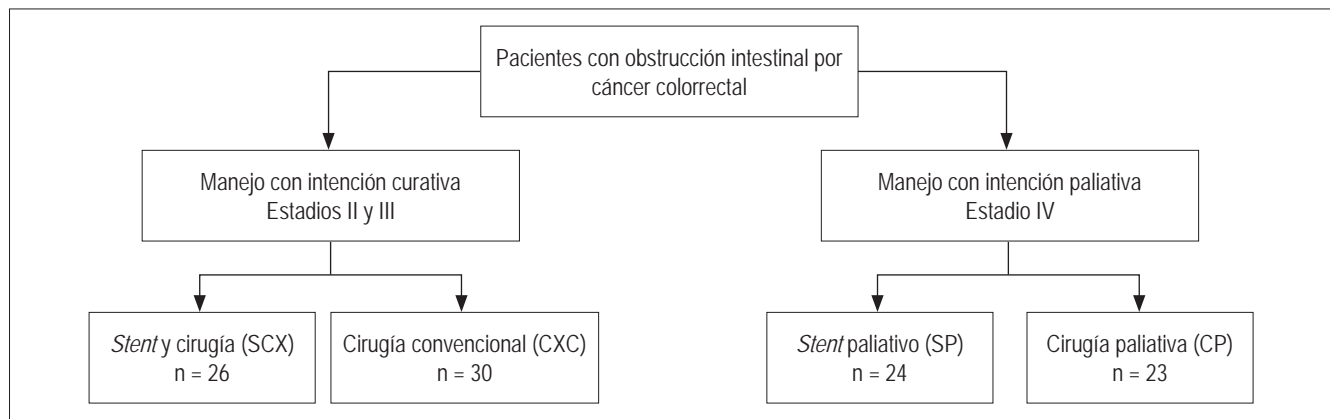 Pacientes con obstrucción intestinal por
cáncer colorrectal
Manejo con intención curativa
Estadios II y III
Manejo con intención paliativa
Estadio IV
Stent y cirugía (SCX)
n = 26
Cirugía convencional (CXC)
n = 30
Stent paliativo (SP)
n = 24
Cirugía paliativa (CP)
n = 23